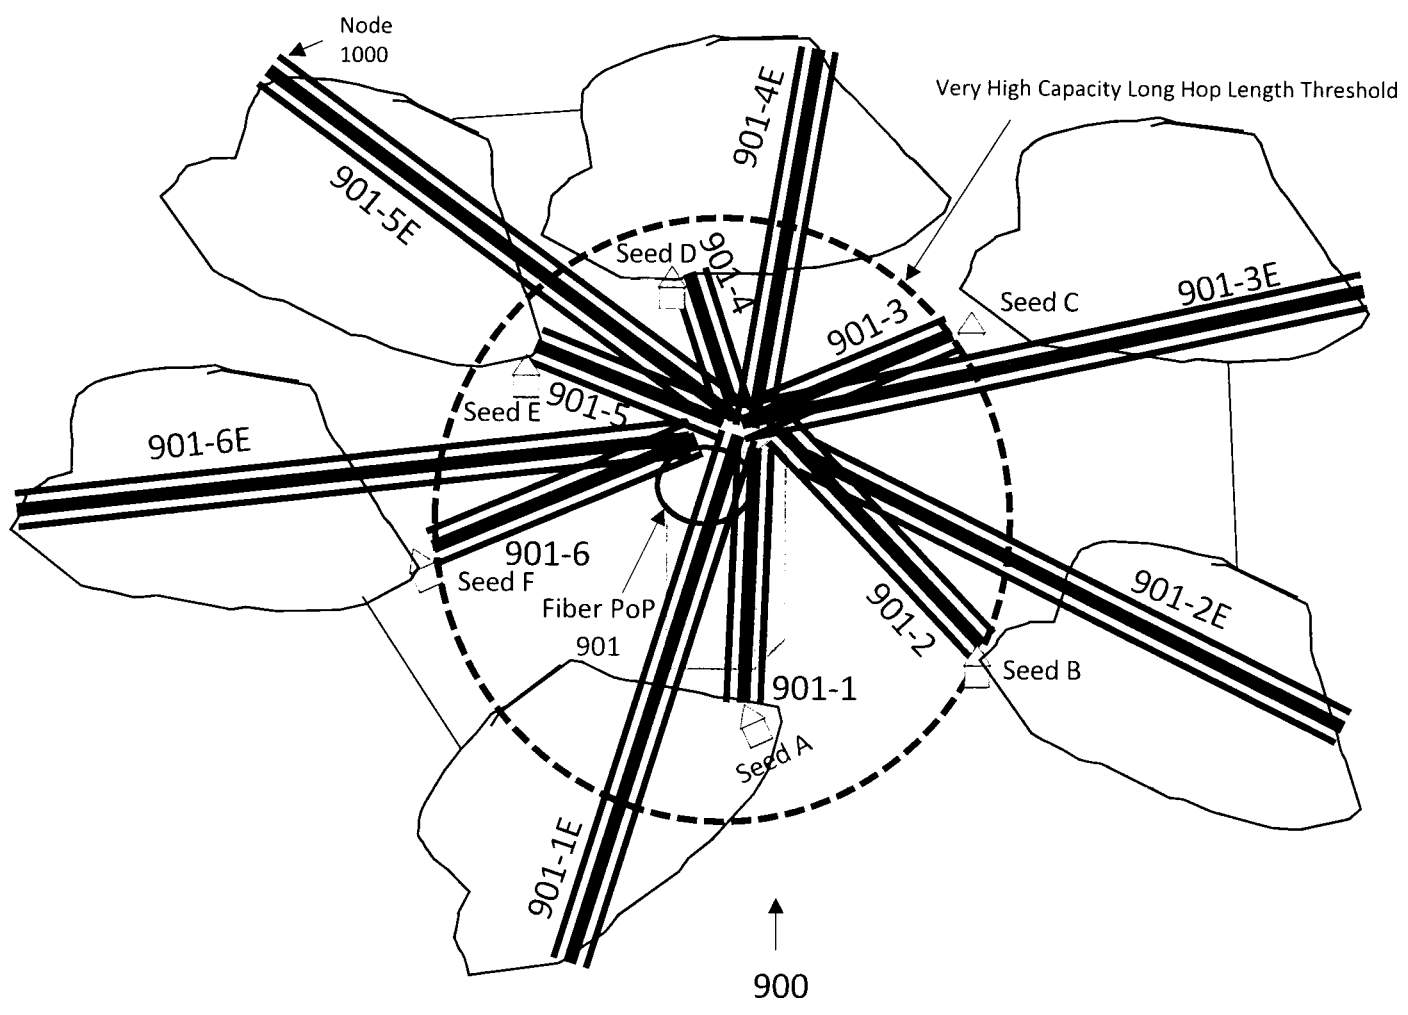 Node
1000
Very High Capacity Long Hop Length Threshold
901-4E
901-5E
Seed D
901-4
901-3E
Seed C
901-3
Seed E
901-5
901-6E
901-6
Seed F
Fiber PoP
901
901-2
901-2E
Seed B
901-1
Seed A
901-1E
900